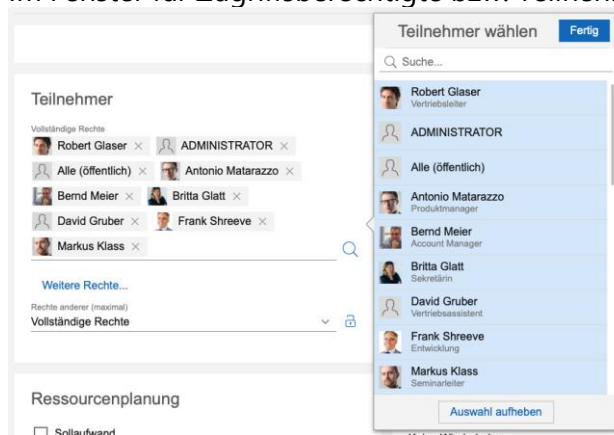 Teilnehmer wählen
Fertig
Suche...
Teilnehmer
Vollständige Rechte
Robert Glaser × ADMINISTRATOR ×
Alle (öffentlich) × Antonio Matarazzo ×
Bernd Meier × Britta Glatt ×
David Gruber × Frank Shreeve ×
Markus Klass ×
Weitere Rechte...
Rechte anderer (maximal)
Vollständige Rechte
Ressourcenplanung
Sollaufwand
Robert Glaser
Vertriebsleiter
ADMINISTRATOR
Alle (öffentlich)
Antonio Matarazzo
Produktmanager
Bernd Meier
Account Manager
Britta Glatt
Sekretärin
David Gruber
Vertriebsassistent
Frank Shreeve
Entwicklung
Markus Klass
Seminarleiter
Auswahl aufheben